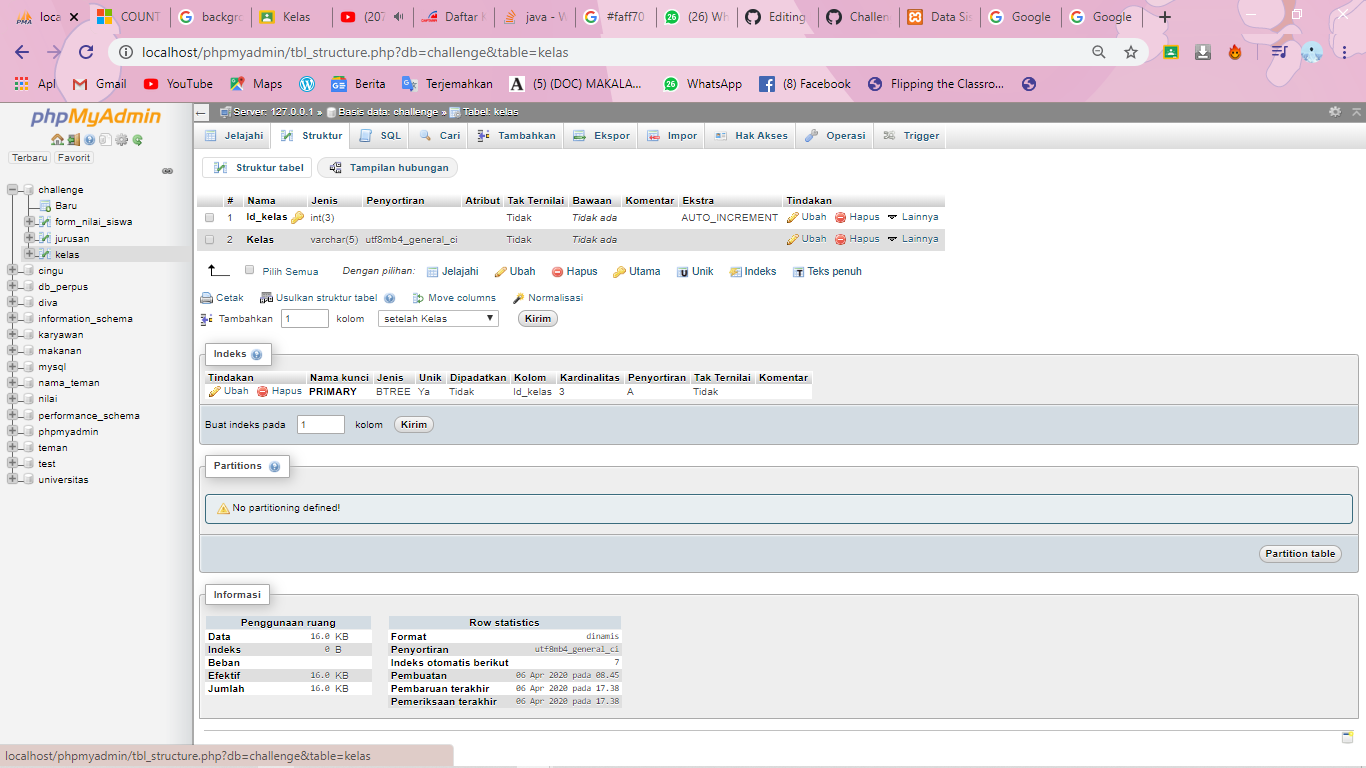 loca COUNT backgro Kelas (207 Daftar K java - W #faff70 (26) Wh Editing Challen Data Sis Google Google
localhost/phpmyadmin/tbl_structure.php?db=challenge&table=kelas
Apl Gmail YouTube Maps Berita Terjemahkan (5) (DOC) MAKALA... WhatsApp (8) Facebook Flipping the Classro...
phpMyAdmin
Terbaru Favorit
challenge
Baru
form_nilai_siswa
jurusan
kelas
cingu
db_perpus
diva
information_schema
karyawan
makanan
mysql
nama_teman
nilai
performance_schema
phpmyadmin
teman
test
universitas
Server: 127.0.0.1 » Basis data: challenge » Tabel: kelas
Jelajahi Struktur SQL Cari Tambahkan Ekspor Impor Hak Akses Operasi Trigger
Struktur tabel Tampilan hubungan
# Nama Jenis Penyortiran Atribut Tak Ternilai Bawaan Komentar Ekstra Tindakan
1 Id_kelas int(3) Tidak Tidak ada AUTO_INCREMENT Ubah Hapus Lainnya
2 Kelas varchar(5) utf8mb4_general_ci Tidak Tidak ada Ubah Hapus Lainnya
Pilih Semua Dengan pilihan: Jelajahi Ubah Hapus Utama Unik Indeks Teks penuh
Cetak Usulkan struktur tabel Move columns Normalisasi
Tambahkan 1 kolom setelah Kelas Kirim
Indeks
Tindakan Nama kunci Jenis Unik Dipadatkan Kolom Kardinalitas Penyortiran Tak Ternilai Komentar
Ubah Hapus PRIMARY BTREE Ya Tidak Id_kelas 3 A Tidak
Buat indeks pada 1 kolom Kirim
Partitions
No partitioning defined!
Partition table
Informasi
Penggunaan ruang
Data 16.0 KB
Indeks 0 B
Beban
Efektif 16.0 KB
Jumlah 16.0 KB
Row statistics
Format dinamis
Penyortiran utf8mb4_general_ci
Indeks otomatis berikut 7
Pembuatan 06 Apr 2020 pada 08.45
Pembaruan terakhir 06 Apr 2020 pada 17.38
Pemeriksaan terakhir 06 Apr 2020 pada 17.38
localhost/phpmyadmin/tbl_structure.php?db=challenge&table=kelas